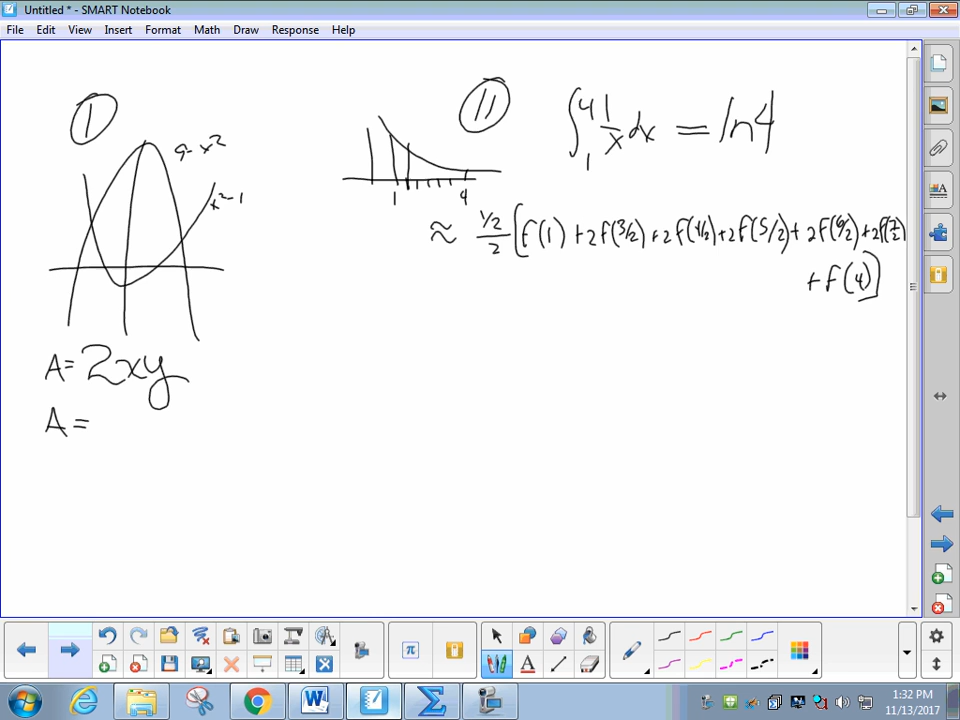 Untitled * - SMART Notebook
File Edit View Insert Format Math Draw Response Help
1
9 - x²
x² - 1
A = 2xy
A =
11
∫₁⁴ 1/x dx = ln 4
1 4
≈ (1/2)/2 [f(1) + 2f(3/2) + 2f(4/2) + 2f(5/2) + 2f(6/2) + 2f(7/2)
+ f(4)]
π
A
W
Σ
1:32 PM
11/13/2017